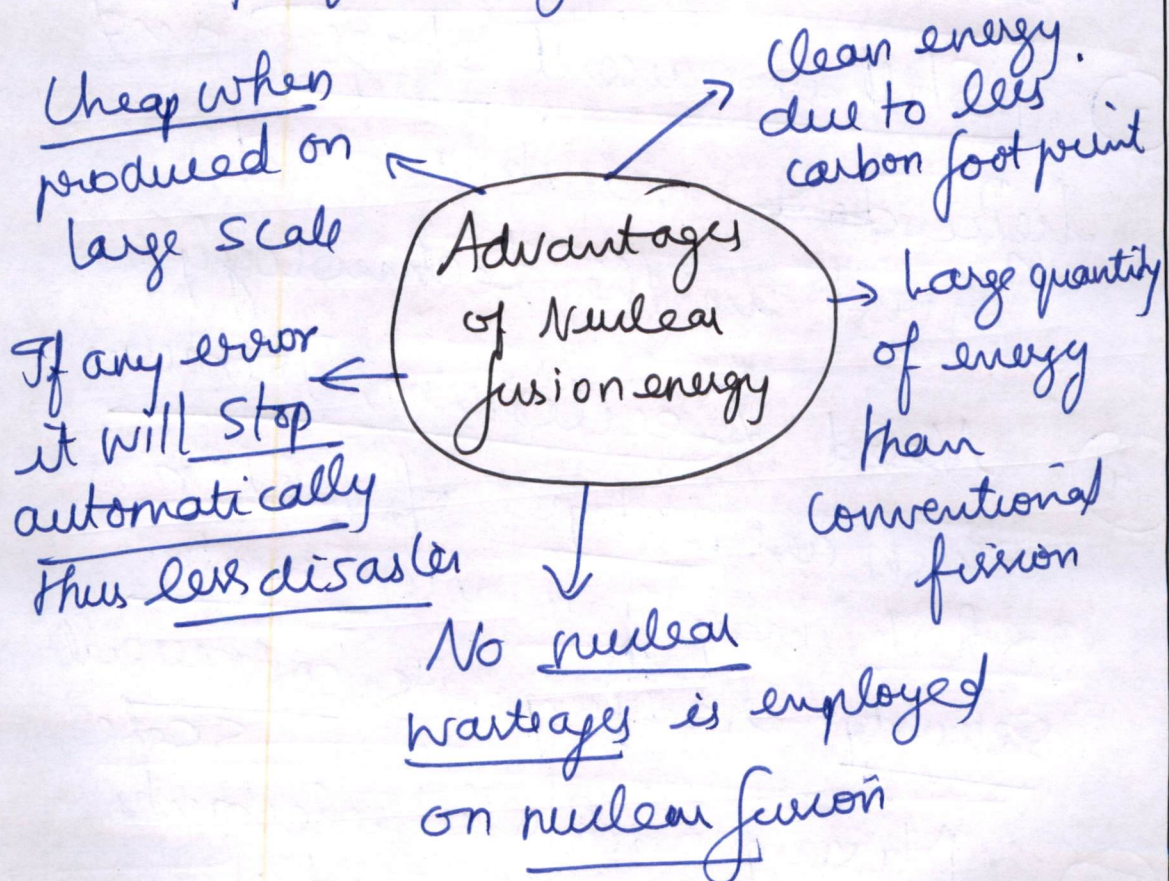 Advantages
of Nuclear
fusion energy
Clean energy.
due to less
carbon footprint
Large quantity
of energy
than
conventional
fission
No nuclear
wasteages is employed
on nuclear fusion
If any error
it will stop
automatically
thus less disaster
Cheap when
produced on
large scale